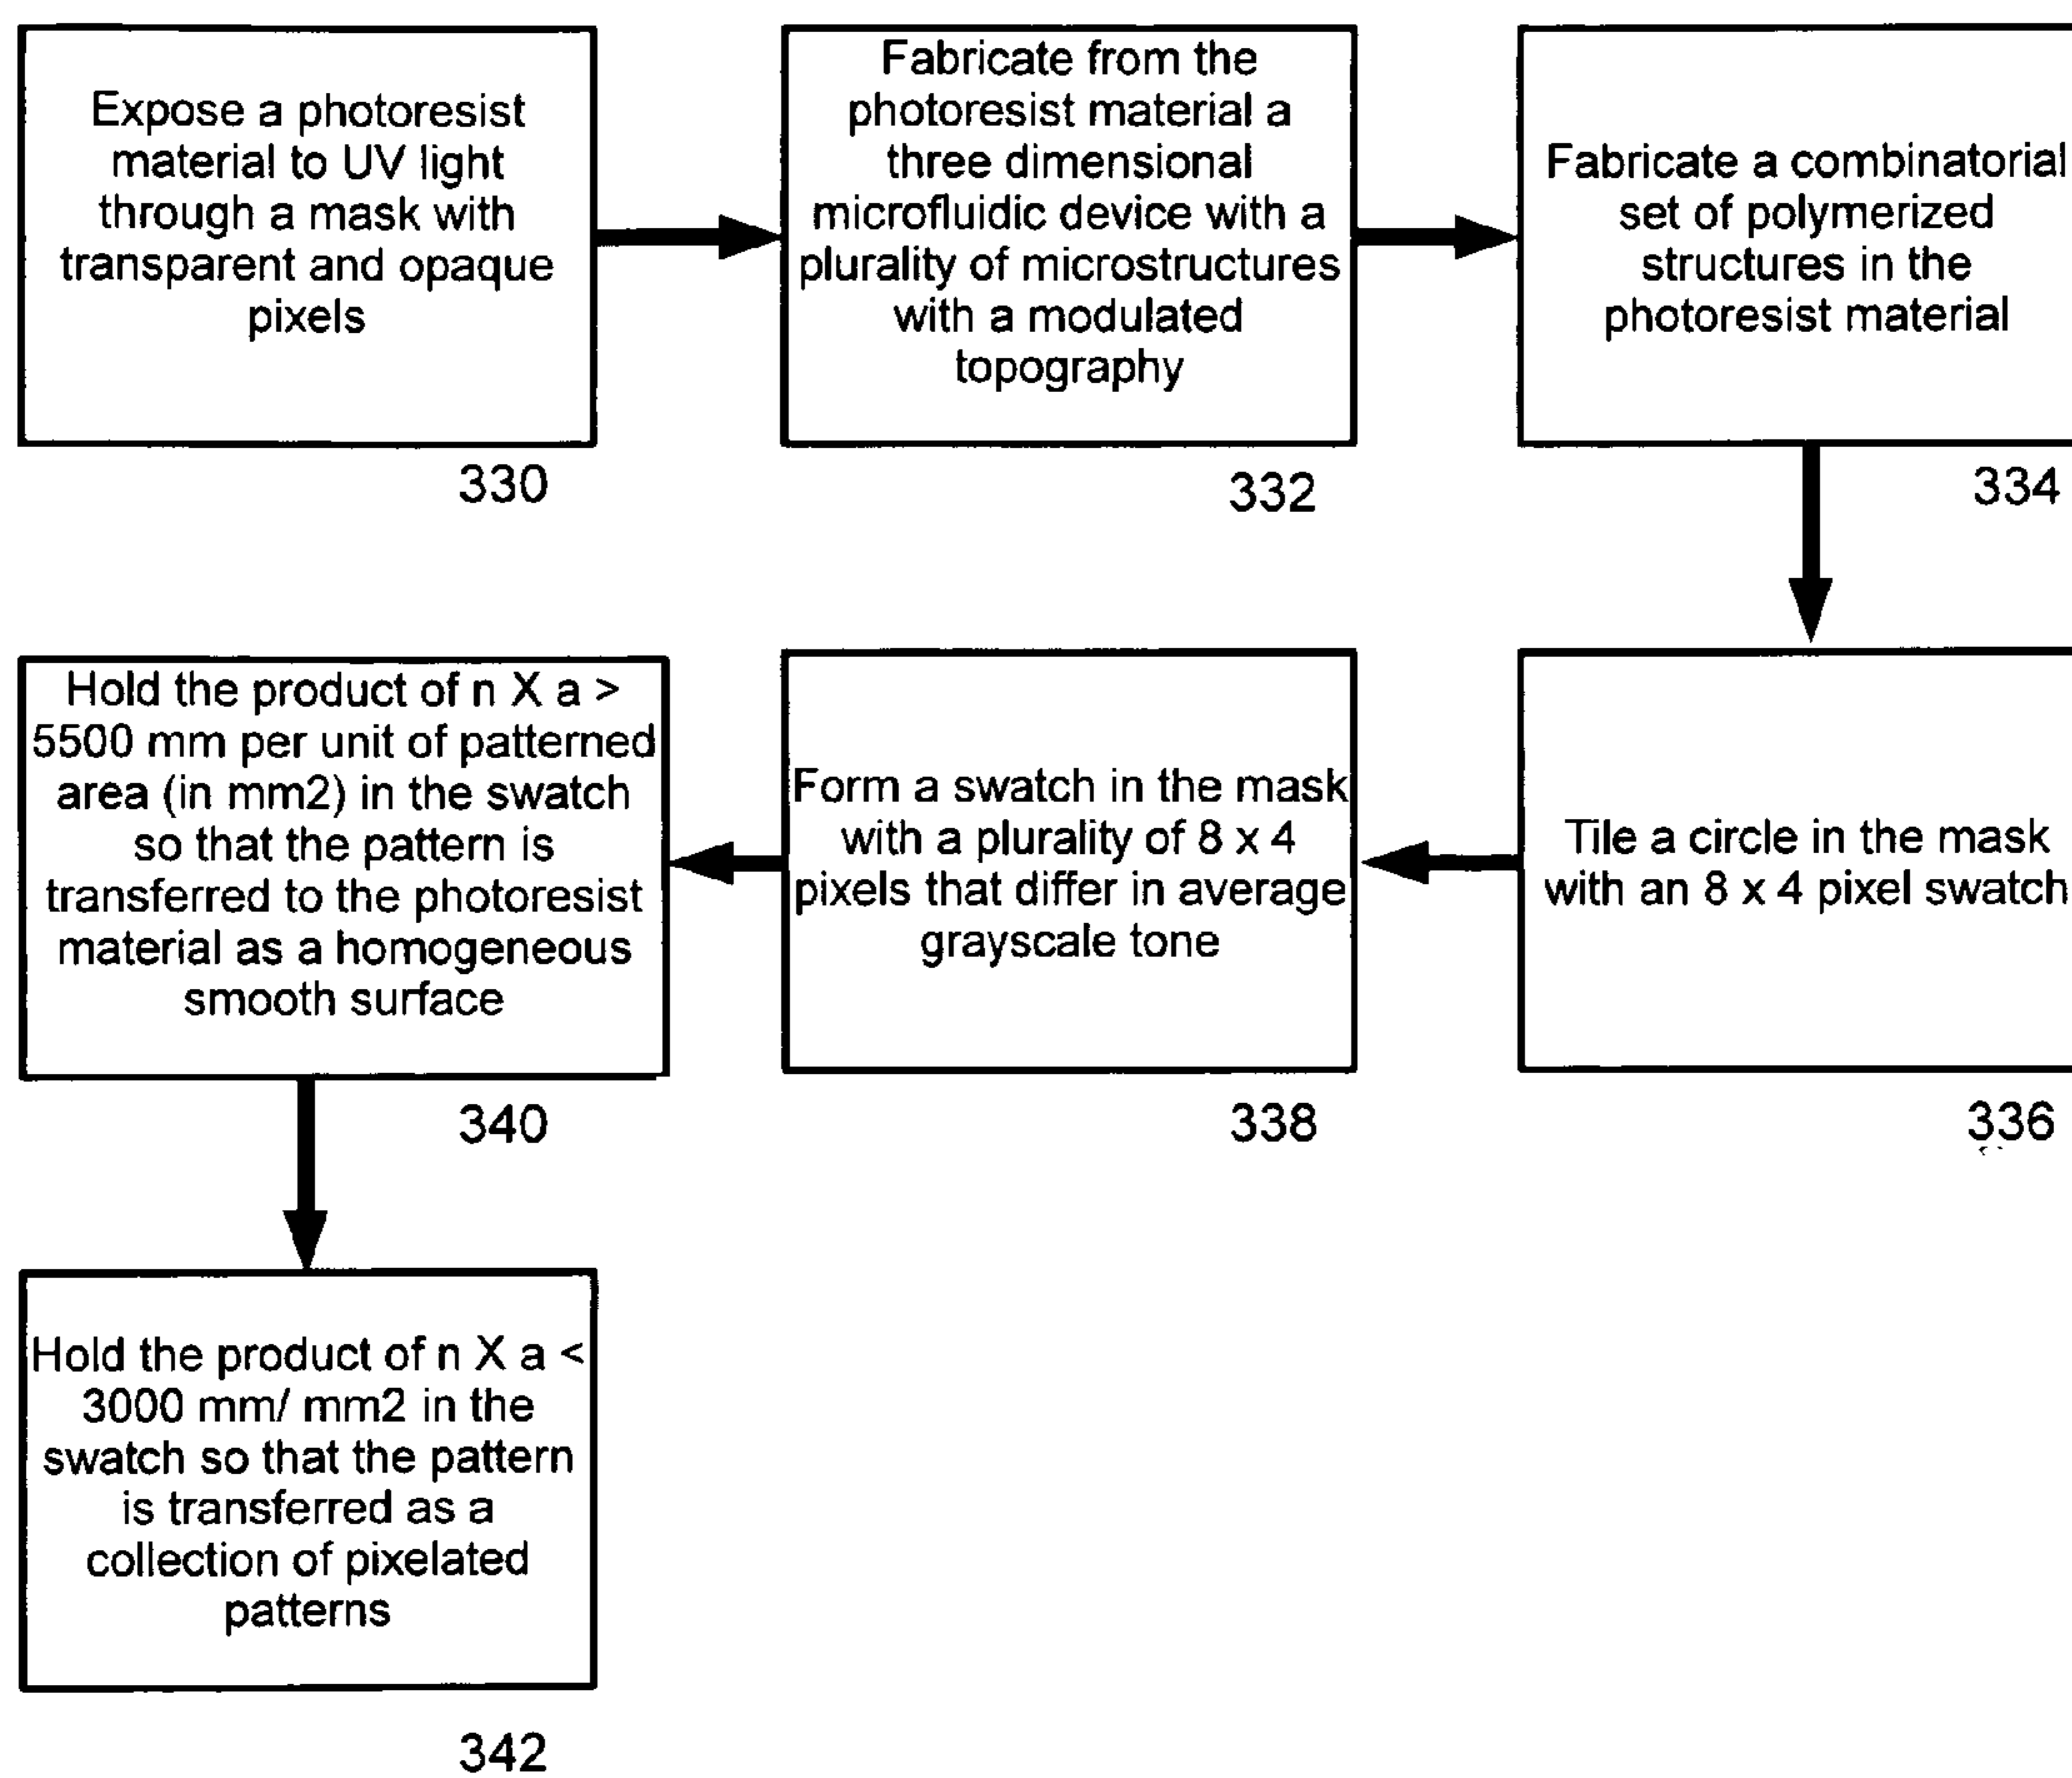 Expose a photoresist
material to UV light
through a mask with
transparent and opaque
pixels
330
Fabricate from the
photoresist material a
three dimensional
microfluidic device with a
plurality of microstructures
with a modulated
topography
332
Fabricate a combinatorial
set of polymerized
structures in the
photoresist material
334
Tile a circle in the mask
with an 8 x 4 pixel swatch
336
Form a swatch in the mask
with a plurality of 8 x 4
pixels that differ in average
grayscale tone
338
Hold the product of n X a >
5500 mm per unit of patterned
area (in mm2) in the swatch
so that the pattern is
transferred to the photoresist
material as a homogeneous
smooth surface
340
Hold the product of n X a <
3000 mm/ mm2 in the
swatch so that the pattern
is transferred as a
collection of pixelated
patterns
342